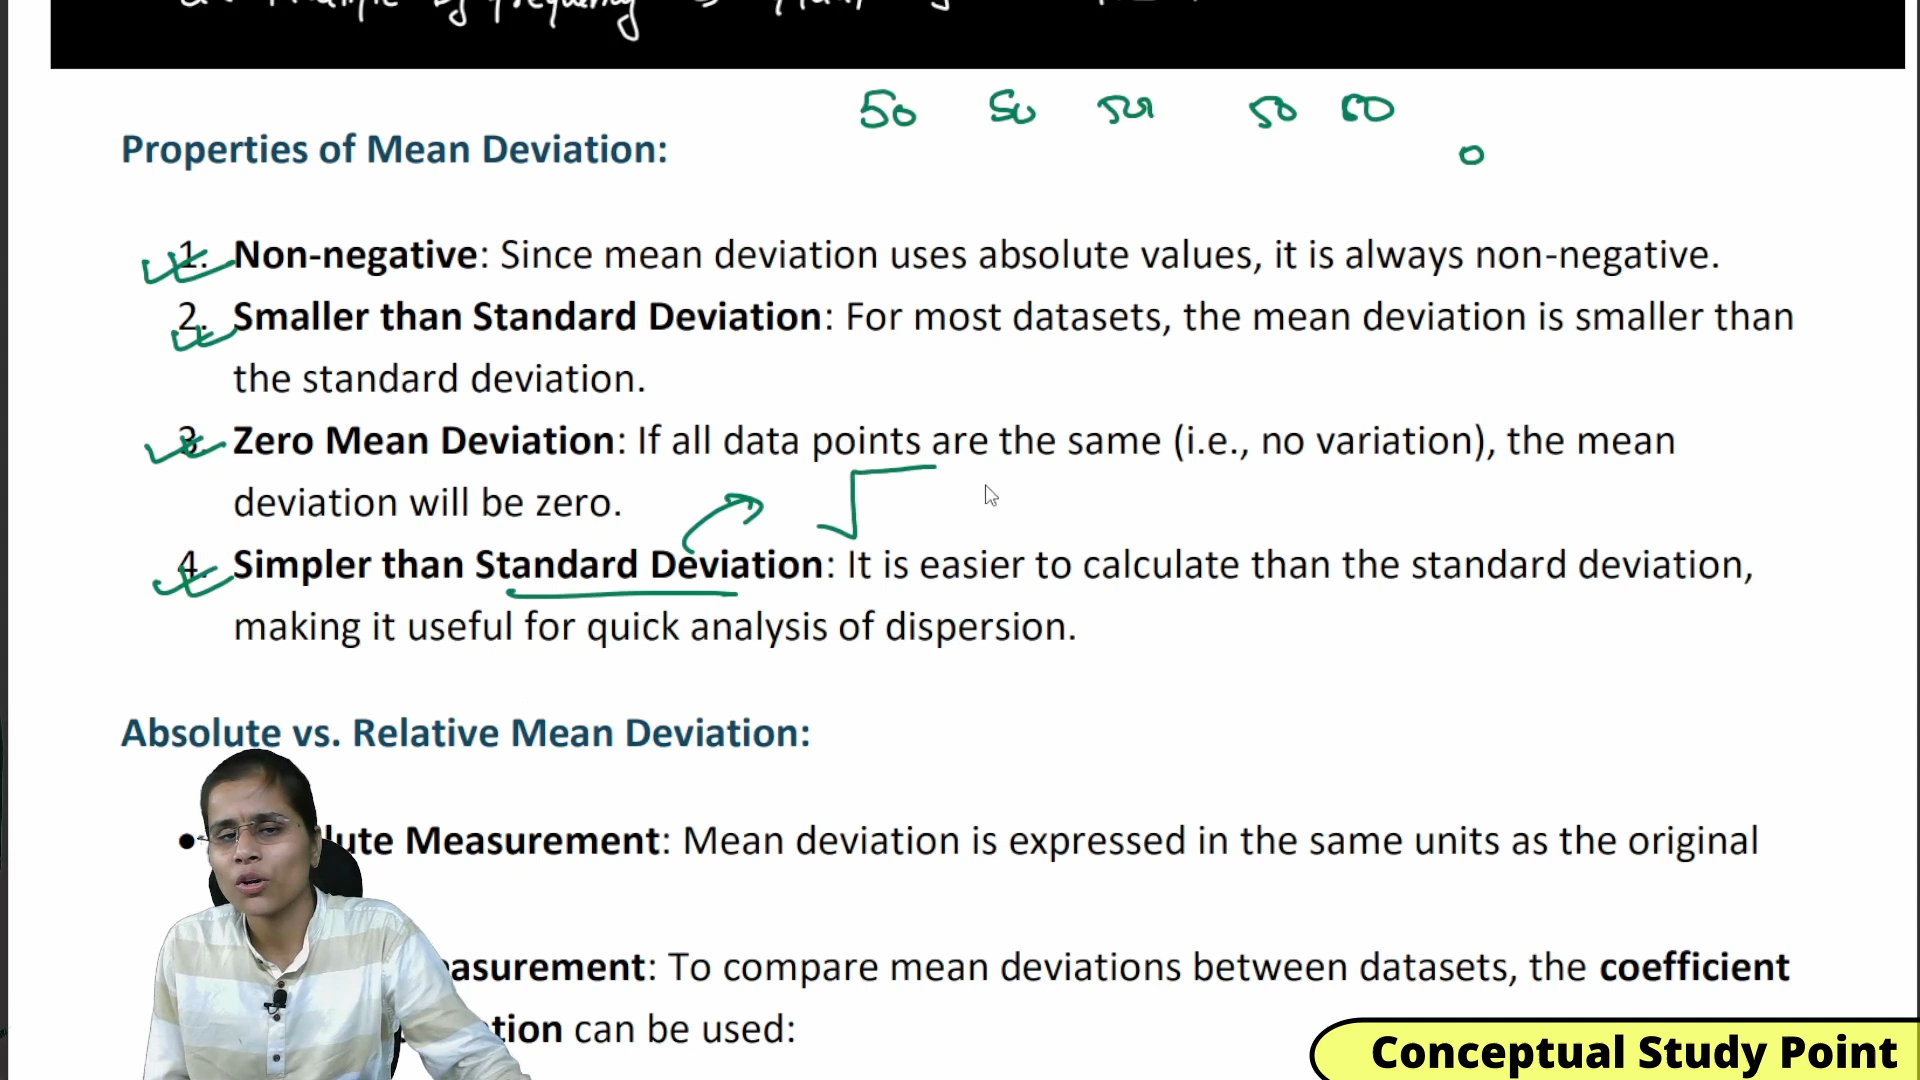 by frequency
50 50 50 50 50
0
Properties of Mean Deviation:
1. Non-negative: Since mean deviation uses absolute values, it is always non-negative.
2. Smaller than Standard Deviation: For most datasets, the mean deviation is smaller than
the standard deviation.
3. Zero Mean Deviation: If all data points are the same (i.e., no variation), the mean
deviation will be zero.
4. Simpler than Standard Deviation: It is easier to calculate than the standard deviation,
making it useful for quick analysis of dispersion.
Absolute vs. Relative Mean Deviation:
• lute Measurement: Mean deviation is expressed in the same units as the original
asurement: To compare mean deviations between datasets, the coefficient
tion can be used:
Conceptual Study Point